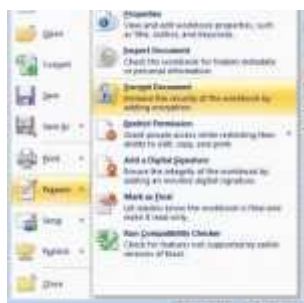 Properties
View and edit workbook properties, such
as Title, Author, and Keywords.
Inspect Document
Check the workbook for hidden metadata
or personal information.
Encrypt Document
Increase the security of the workbook by
adding encryption.
Restrict Permission
Grant people access while restricting their
ability to edit, copy, and print.
Add a Digital Signature
Ensure the integrity of the workbook by
adding an invisible digital signature.
Mark as Final
Let readers know the workbook is final and
make it read-only.
Run Compatibility Checker
Check for features not supported by earlier
versions of Excel.
Open
Convert
Save
Save As
Print
Prepare
Send
Publish
Close